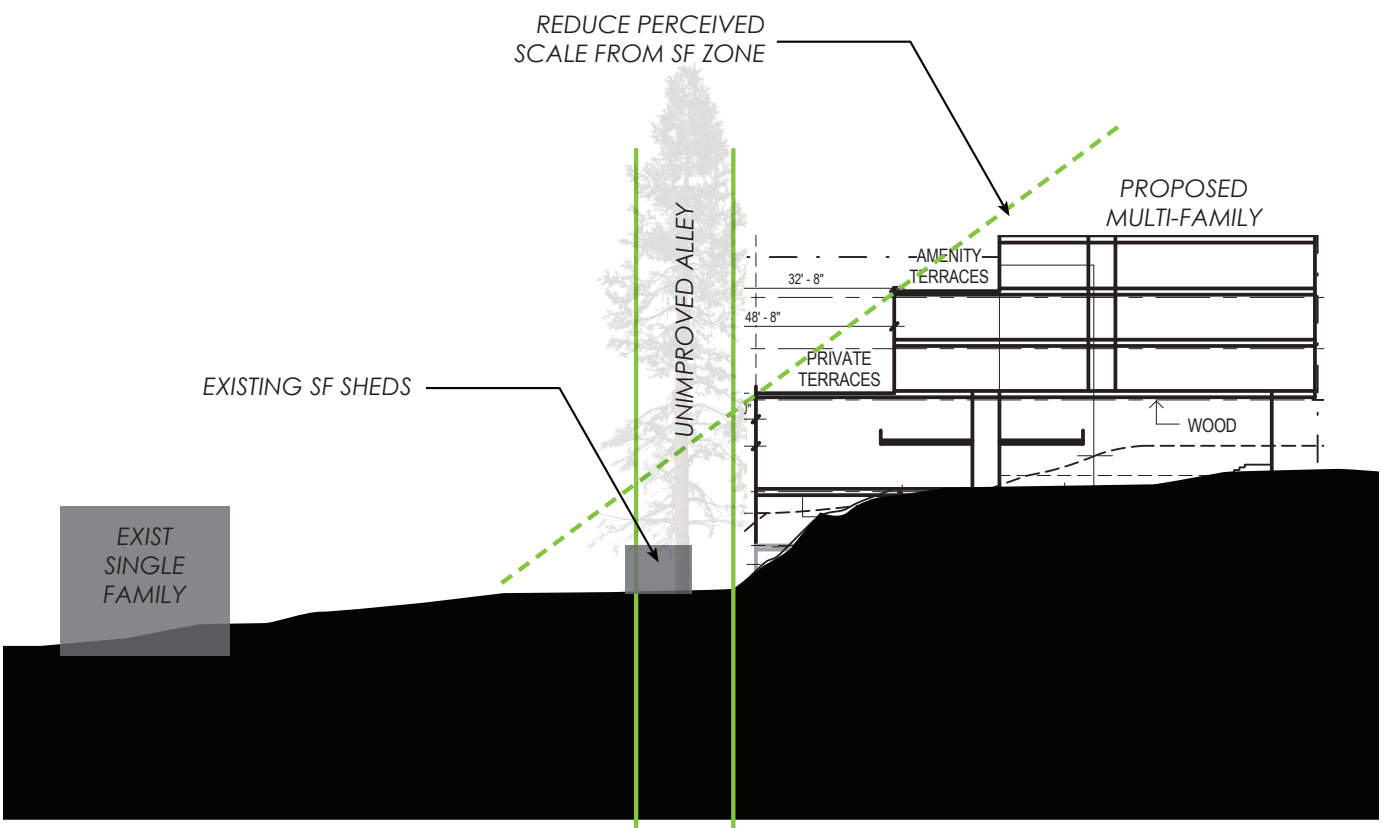 REDUCE PERCEIVED
SCALE FROM SF ZONE
PROPOSED
MULTI-FAMILY
UNIMPROVED ALLEY
AMENITY
TERRACES
32' - 8"
48' - 8"
PRIVATE
TERRACES
EXISTING SF SHEDS
WOOD
EXIST
SINGLE
FAMILY